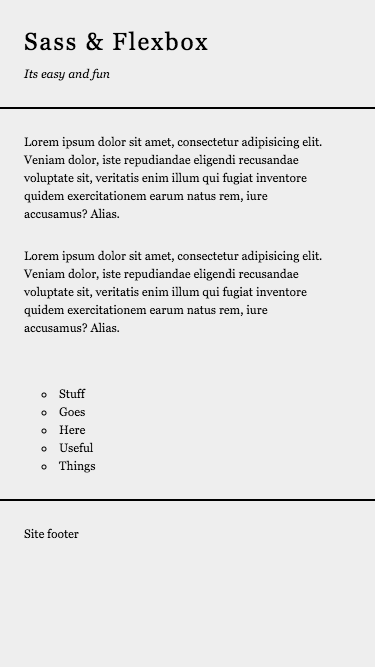 Sass & Flexbox
Its easy and fun
Lorem ipsum dolor sit amet, consectetur adipisicing elit.
Veniam dolor, iste repudiandae eligendi recusandae
voluptate sit, veritatis enim illum qui fugiat inventore
quidem exercitationem earum natus rem, iure
accusamus? Alias.
Lorem ipsum dolor sit amet, consectetur adipisicing elit.
Veniam dolor, iste repudiandae eligendi recusandae
voluptate sit, veritatis enim illum qui fugiat inventore
quidem exercitationem earum natus rem, iure
accusamus? Alias.
Stuff
Goes
Here
Useful
Things
Site footer